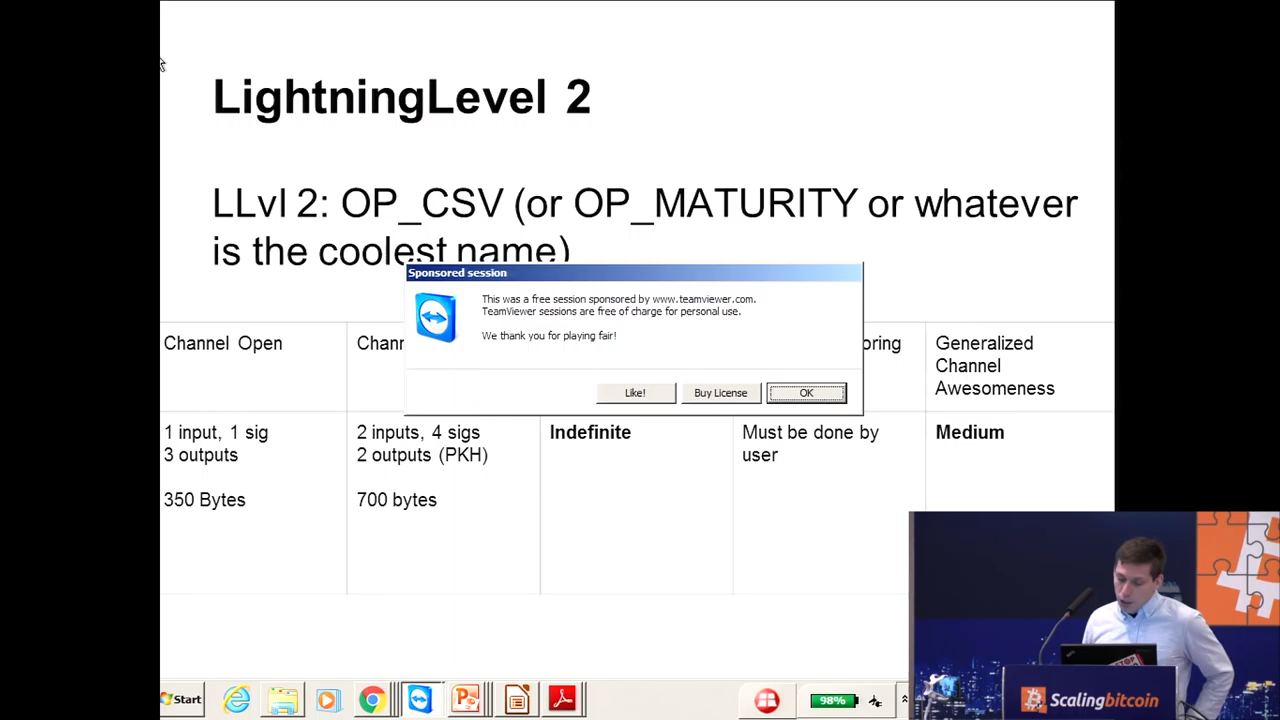 LightningLevel 2
LLvl 2: OP_CSV (or OP_MATURITY or whatever
is the coolest name)
Sponsored session
This was a free session sponsored by www.teamviewer.com.
TeamViewer sessions are free of charge for personal use.
We thank you for playing fair!
Like!
Buy License
OK
Channel Open
Chann
oring
Generalized
Channel
Awesomeness
1 input, 1 sig
3 outputs
350 Bytes
2 inputs, 4 sigs
2 outputs (PKH)
700 bytes
Indefinite
Must be done by
user
Medium
Start
98%
Scalingbitcoin